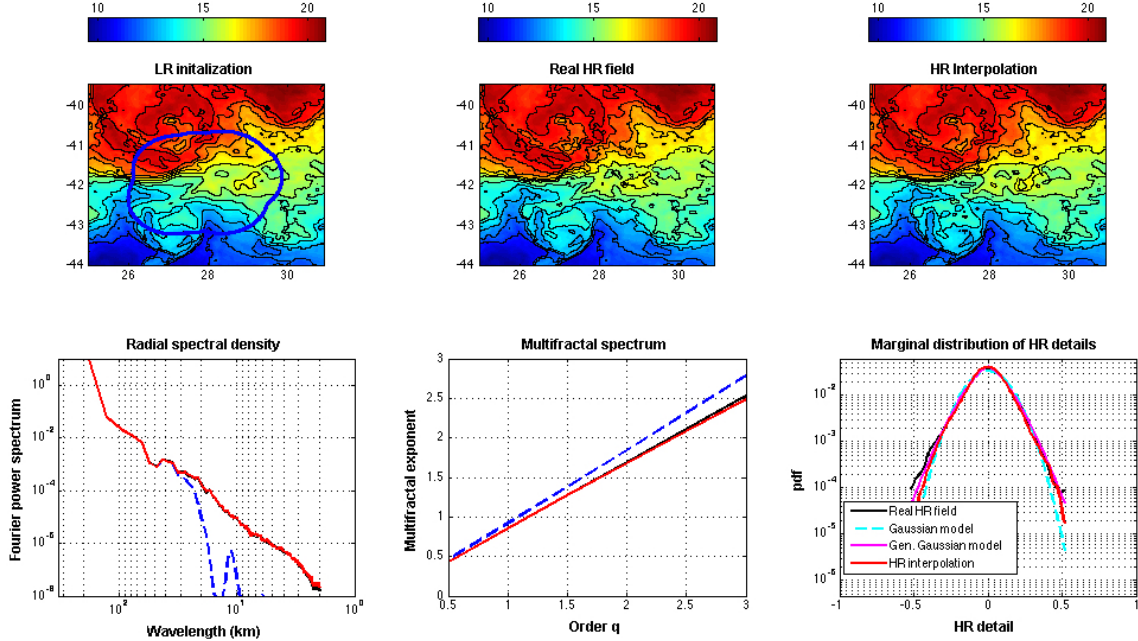 10 15 20
10 15 20
10 15 20
LR initalization
Real HR field
HR Interpolation
-40
-41
-42
-43
-44
26 28 30
-40
-41
-42
-43
-44
26 28 30
-40
-41
-42
-43
-44
26 28 30
Radial spectral density
Fourier power spectrum
10^0
10^-2
10^-4
10^-6
10^-8
10^2 10^1 10^0
Wavelength (km)
Multifractal spectrum
Multifractal exponent
3
2.5
2
1.5
1
0.5
0
0.5 1 1.5 2 2.5 3
Order q
Marginal distribution of HR details
pdf
10^-2
10^-3
10^-4
10^-5
10^-6
Real HR field
Gaussian model
Gen. Gaussian model
HR interpolation
-1 -0.5 0 0.5 1
HR detail